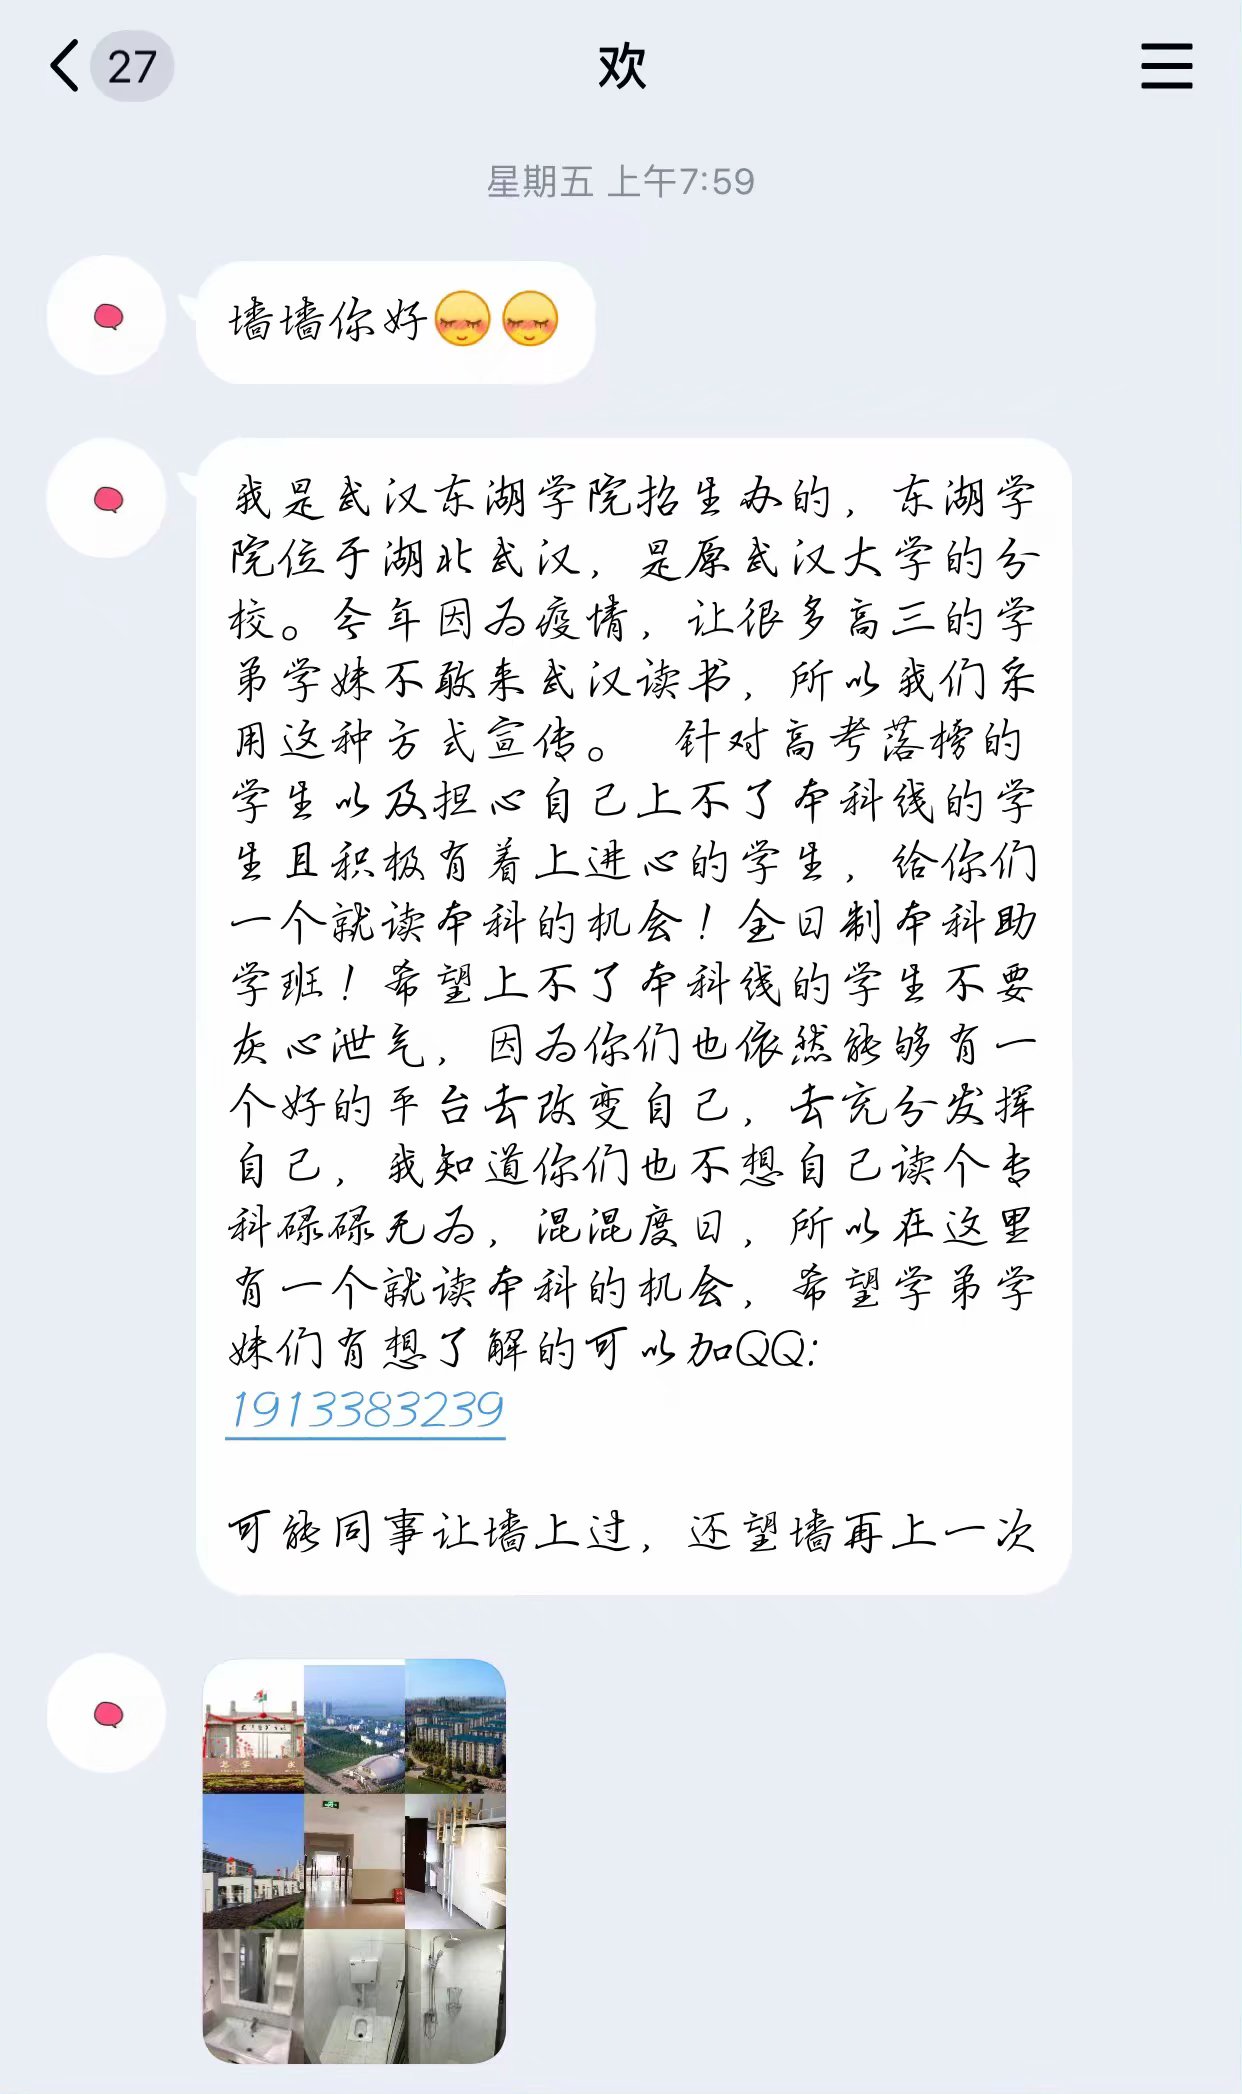 27
欢
星期五 上午7:59
墙墙你好
我是武汉东湖学院招生办的，东湖学
院位于湖北武汉，是原武汉大学的分
校。今年因为疫情，让很多高三的学
弟学妹不敢来武汉读书，所以我们采
用这种方式宣传。 针对高考落榜的
学生以及担心自己上不了本科线的学
生且积极有着上进心的学生，给你们
一个就读本科的机会！全日制本科助
学班！希望上不了本科线的学生不要
灰心泄气，因为你们也依然能够有一
个好的平台去改变自己，去充分发挥
自己，我知道你们也不想自己读个专
科碌碌无为，混混度日，所以在这里
有一个就读本科的机会，希望学弟学
妹们有想了解的可以加QQ:
1913383239
可能同事让墙上过，还望墙再上一次